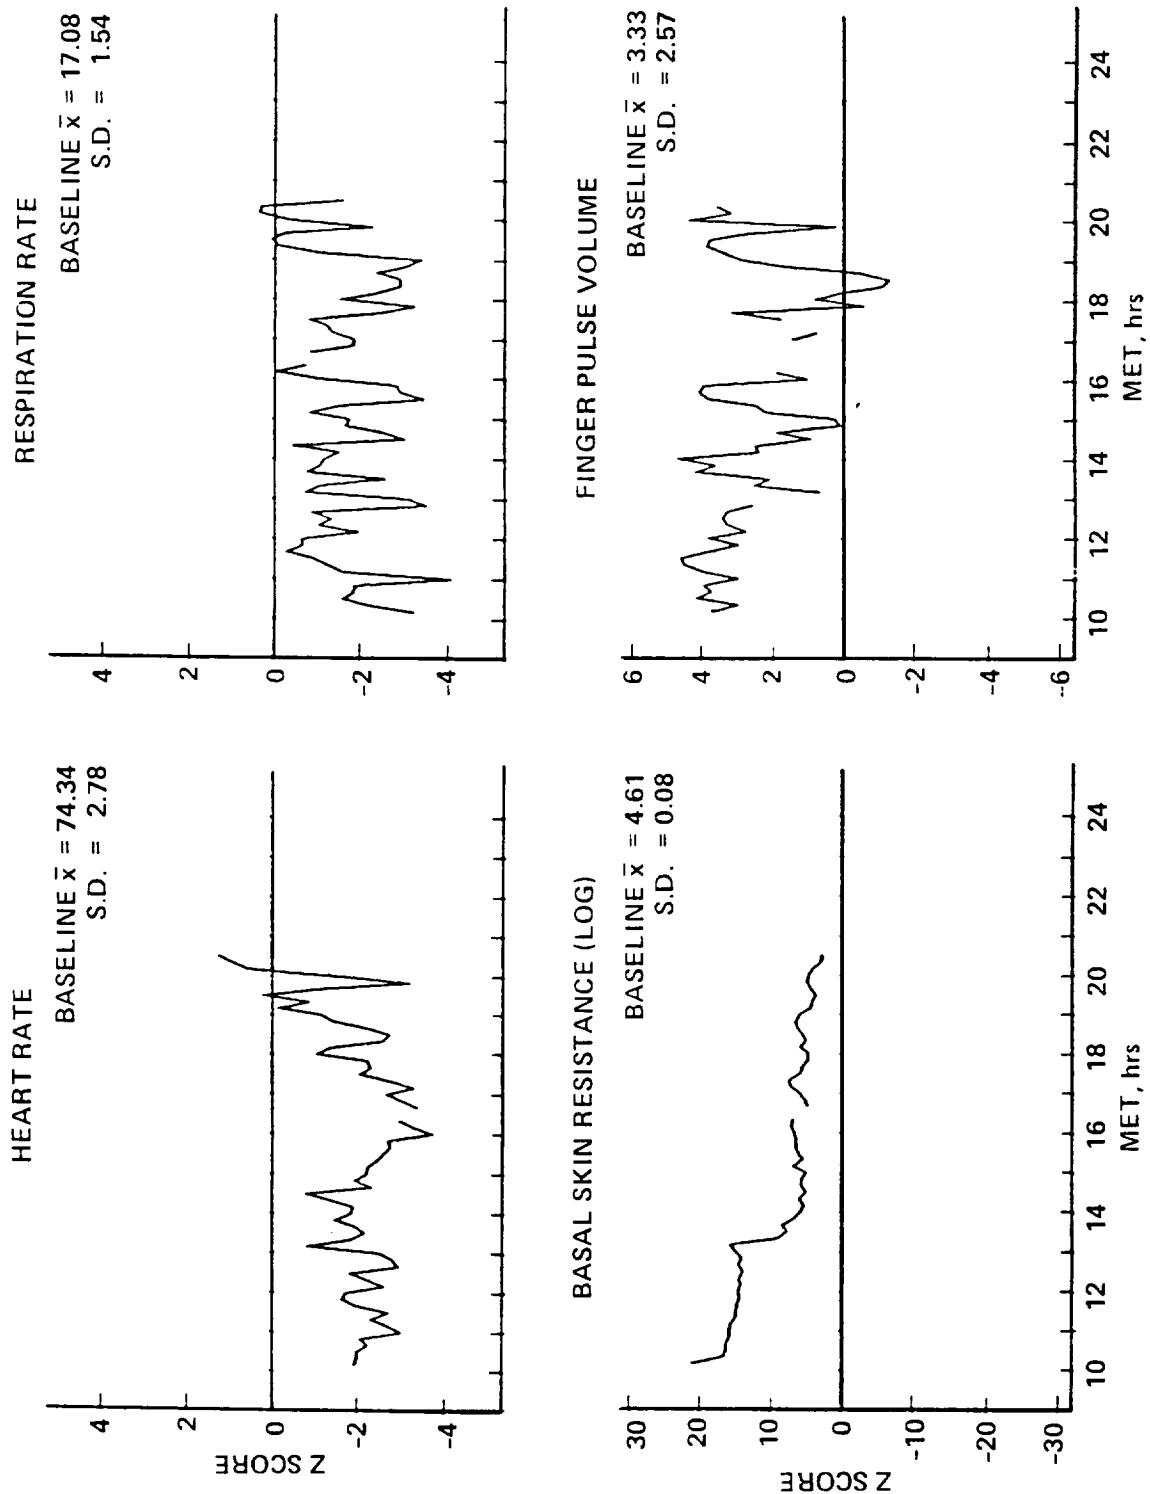 HEART RATE
BASELINE x̄ = 74.34
S.D. = 2.78
4
2
0
-2
-4
Z SCORE
RESPIRATION RATE
BASELINE x̄ = 17.08
S.D. = 1.54
4
2
0
-2
-4
BASAL SKIN RESISTANCE (LOG)
BASELINE x̄ = 4.61
S.D. = 0.08
30
20
10
0
-10
-20
-30
Z SCORE
10 12 14 16 18 20 22 24
MET, hrs
FINGER PULSE VOLUME
BASELINE x̄ = 3.33
S.D. = 2.57
6
4
2
0
-2
-4
-6
10 12 14 16 18 20 22 24
MET, hrs